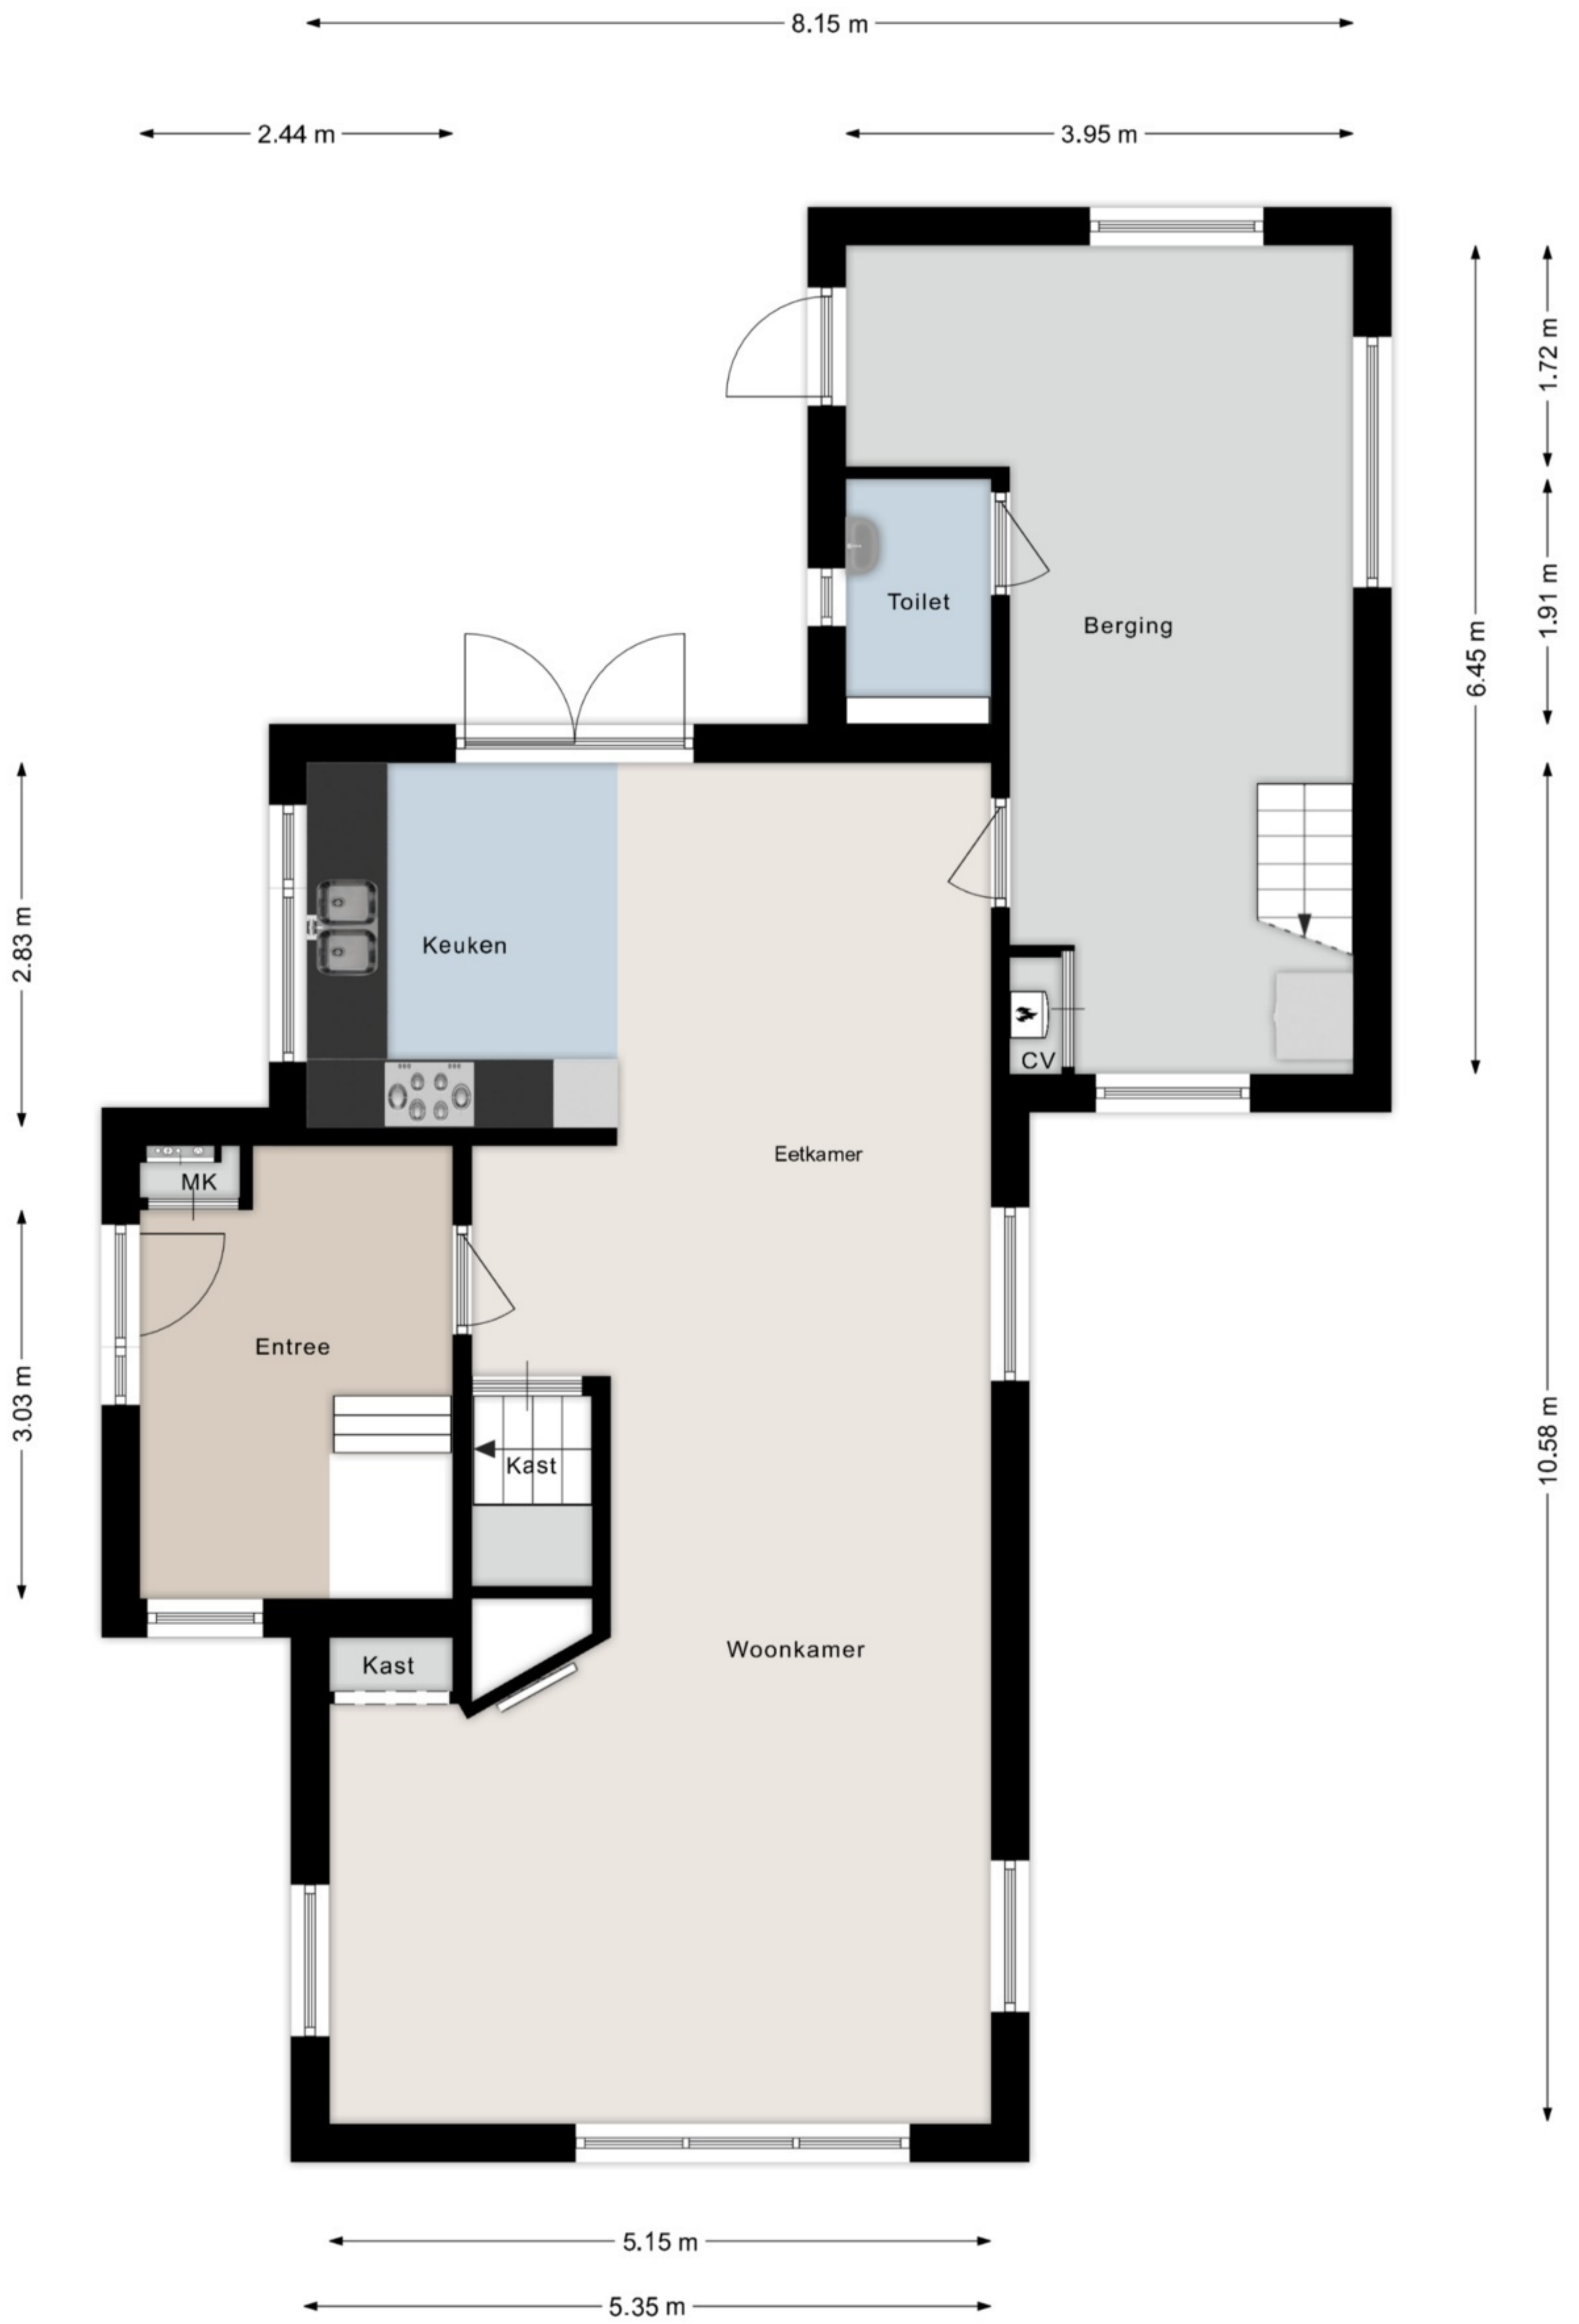 8.15 m
2.44 m
3.95 m
1.72 m
Toilet
1.91 m
Berging
6.45 m
Keuken
2.83 m
CV
Eetkamer
MK
Entree
3.03 m
10.58 m
Kast
Woonkamer
Kast
5.15 m
5.35 m